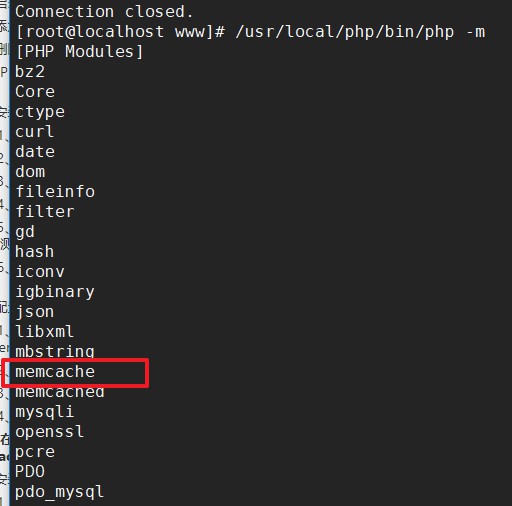 Connection closed.
[root@localhost www]# /usr/local/php/bin/php -m
[PHP Modules]
bz2
Core
ctype
curl
date
dom
fileinfo
filter
gd
hash
iconv
igbinary
json
libxml
mbstring
memcache
memcached
mysqli
openssl
pcre
PDO
pdo_mysql